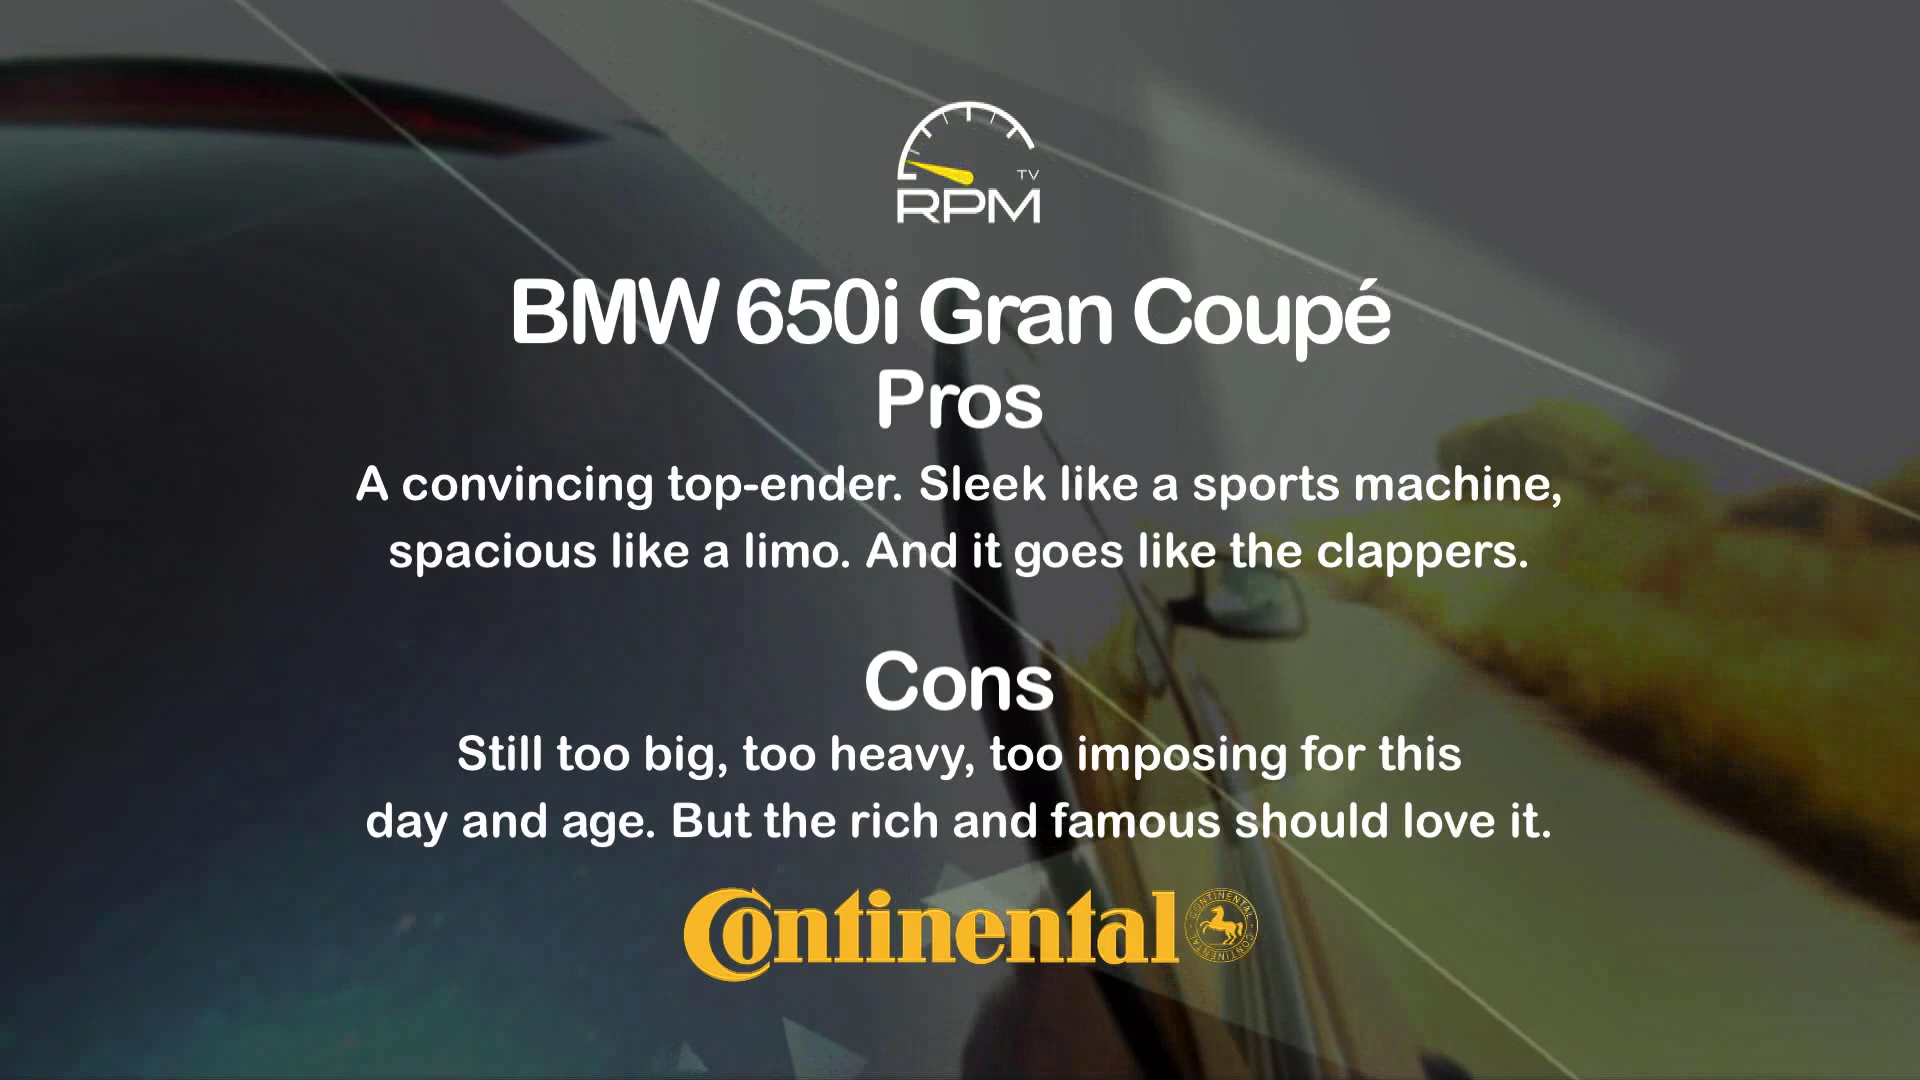 TV
RPM
BMW 650i Gran Coupé
Pros
A convincing top-ender. Sleek like a sports machine,
spacious like a limo. And it goes like the clappers.
Cons
Still too big, too heavy, too imposing for this
day and age. But the rich and famous should love it.
Continental
CONTINENTAL
CONTINENTAL